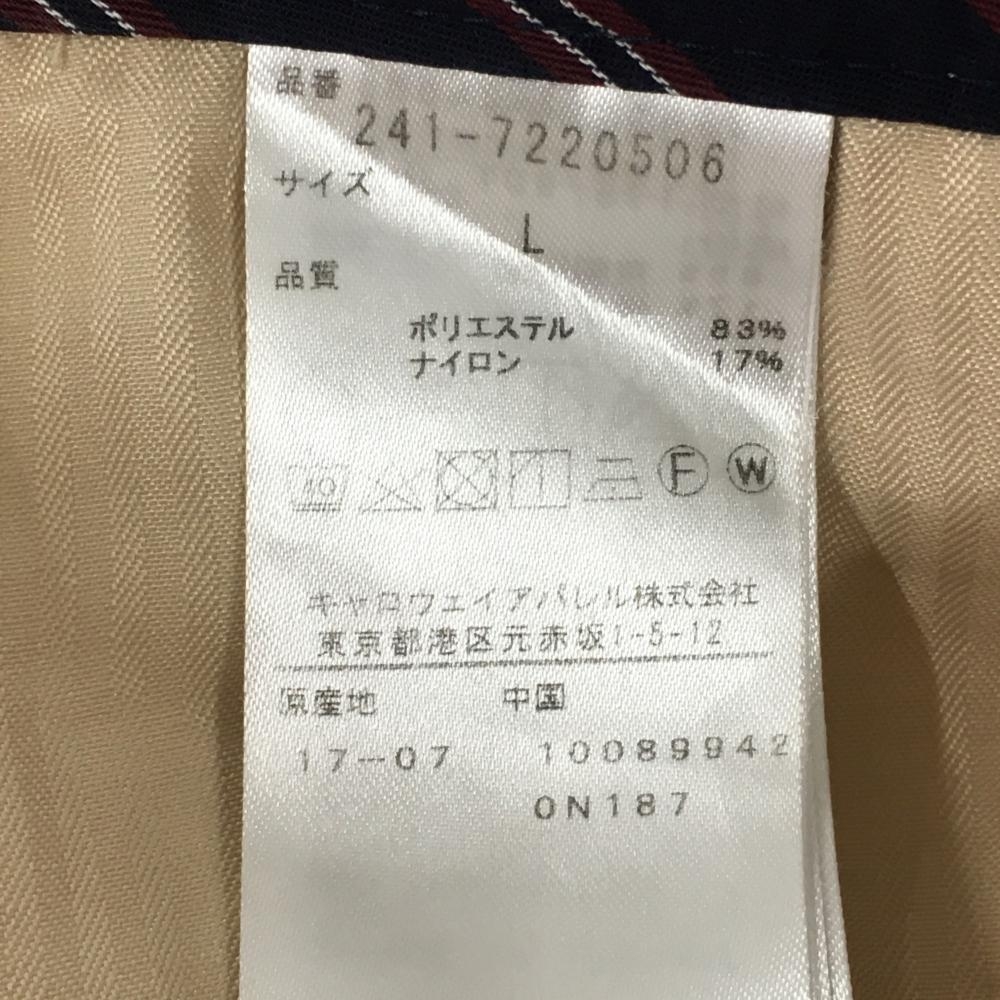 品番
241-7220506
サイズ
L
品質
ポリエステル 83%
ナイロン 17%
40 F W
キャロウェイアパレル株式会社
東京都港区元赤坂1-5-12
原産地 中国
17-07 10089942
0N187